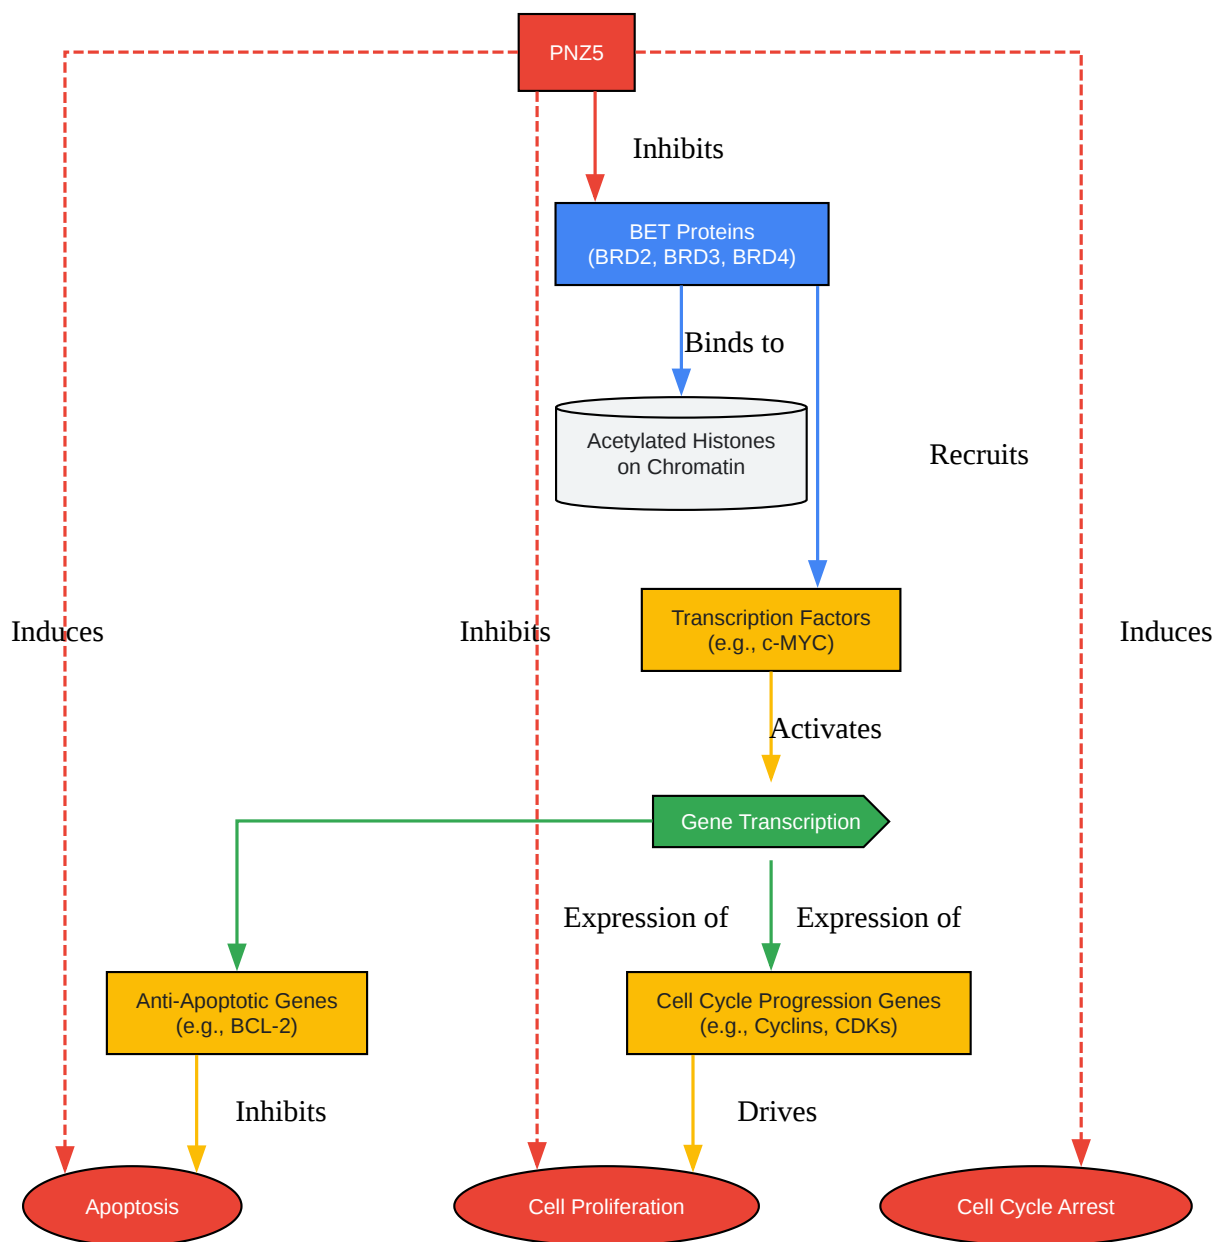 PNZ5
Inhibits
BET Proteins
(BRD2, BRD3, BRD4)
Binds to
Acetylated Histones
on Chromatin
Recruits
Induces
Inhibits
Transcription Factors
(e.g., c-MYC)
Induces
Activates
Gene Transcription
Expression of
Expression of
Anti-Apoptotic Genes
(e.g., BCL-2)
Cell Cycle Progression Genes
(e.g., Cyclins, CDKs)
Inhibits
Drives
Apoptosis
Cell Proliferation
Cell Cycle Arrest